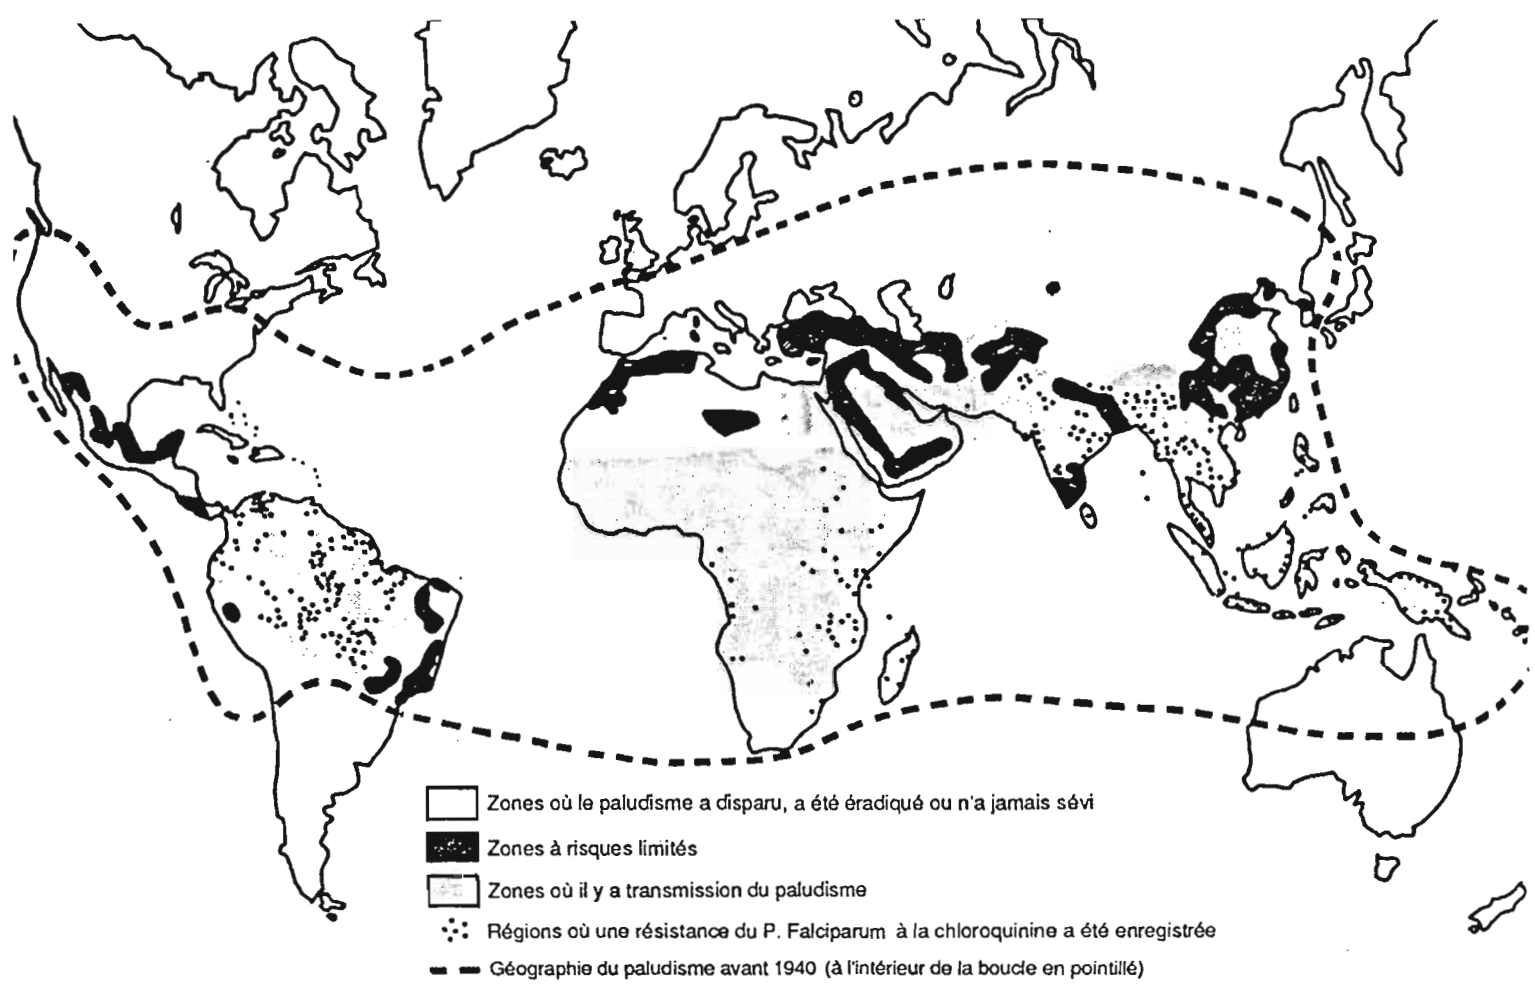 Zones où le paludisme a disparu, a été éradiqué ou n'a jamais sévi
Zones à risques limités
Zones où il y a transmission du paludisme
Régions où une résistance du P. Falciparum à la chloroquinine a été enregistrée
Géographie du paludisme avant 1940 (à l'intérieur de la boucle en pointillé)